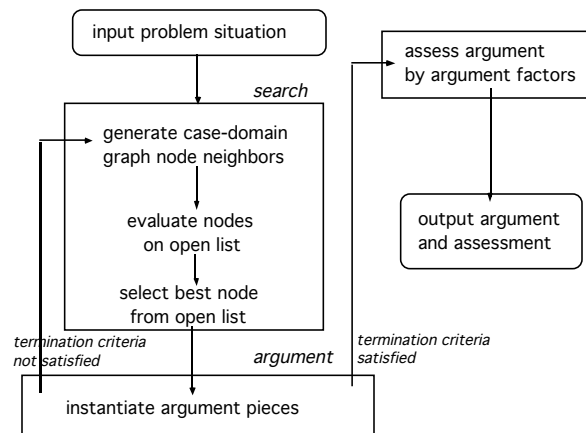 input problem situation
search
generate case-domain
graph node neighbors
evaluate nodes
on open list
select best node
from open list
termination criteria
not satisfied
argument
instantiate argument pieces
termination criteria
satisfied
assess argument
by argument factors
output argument
and assessment